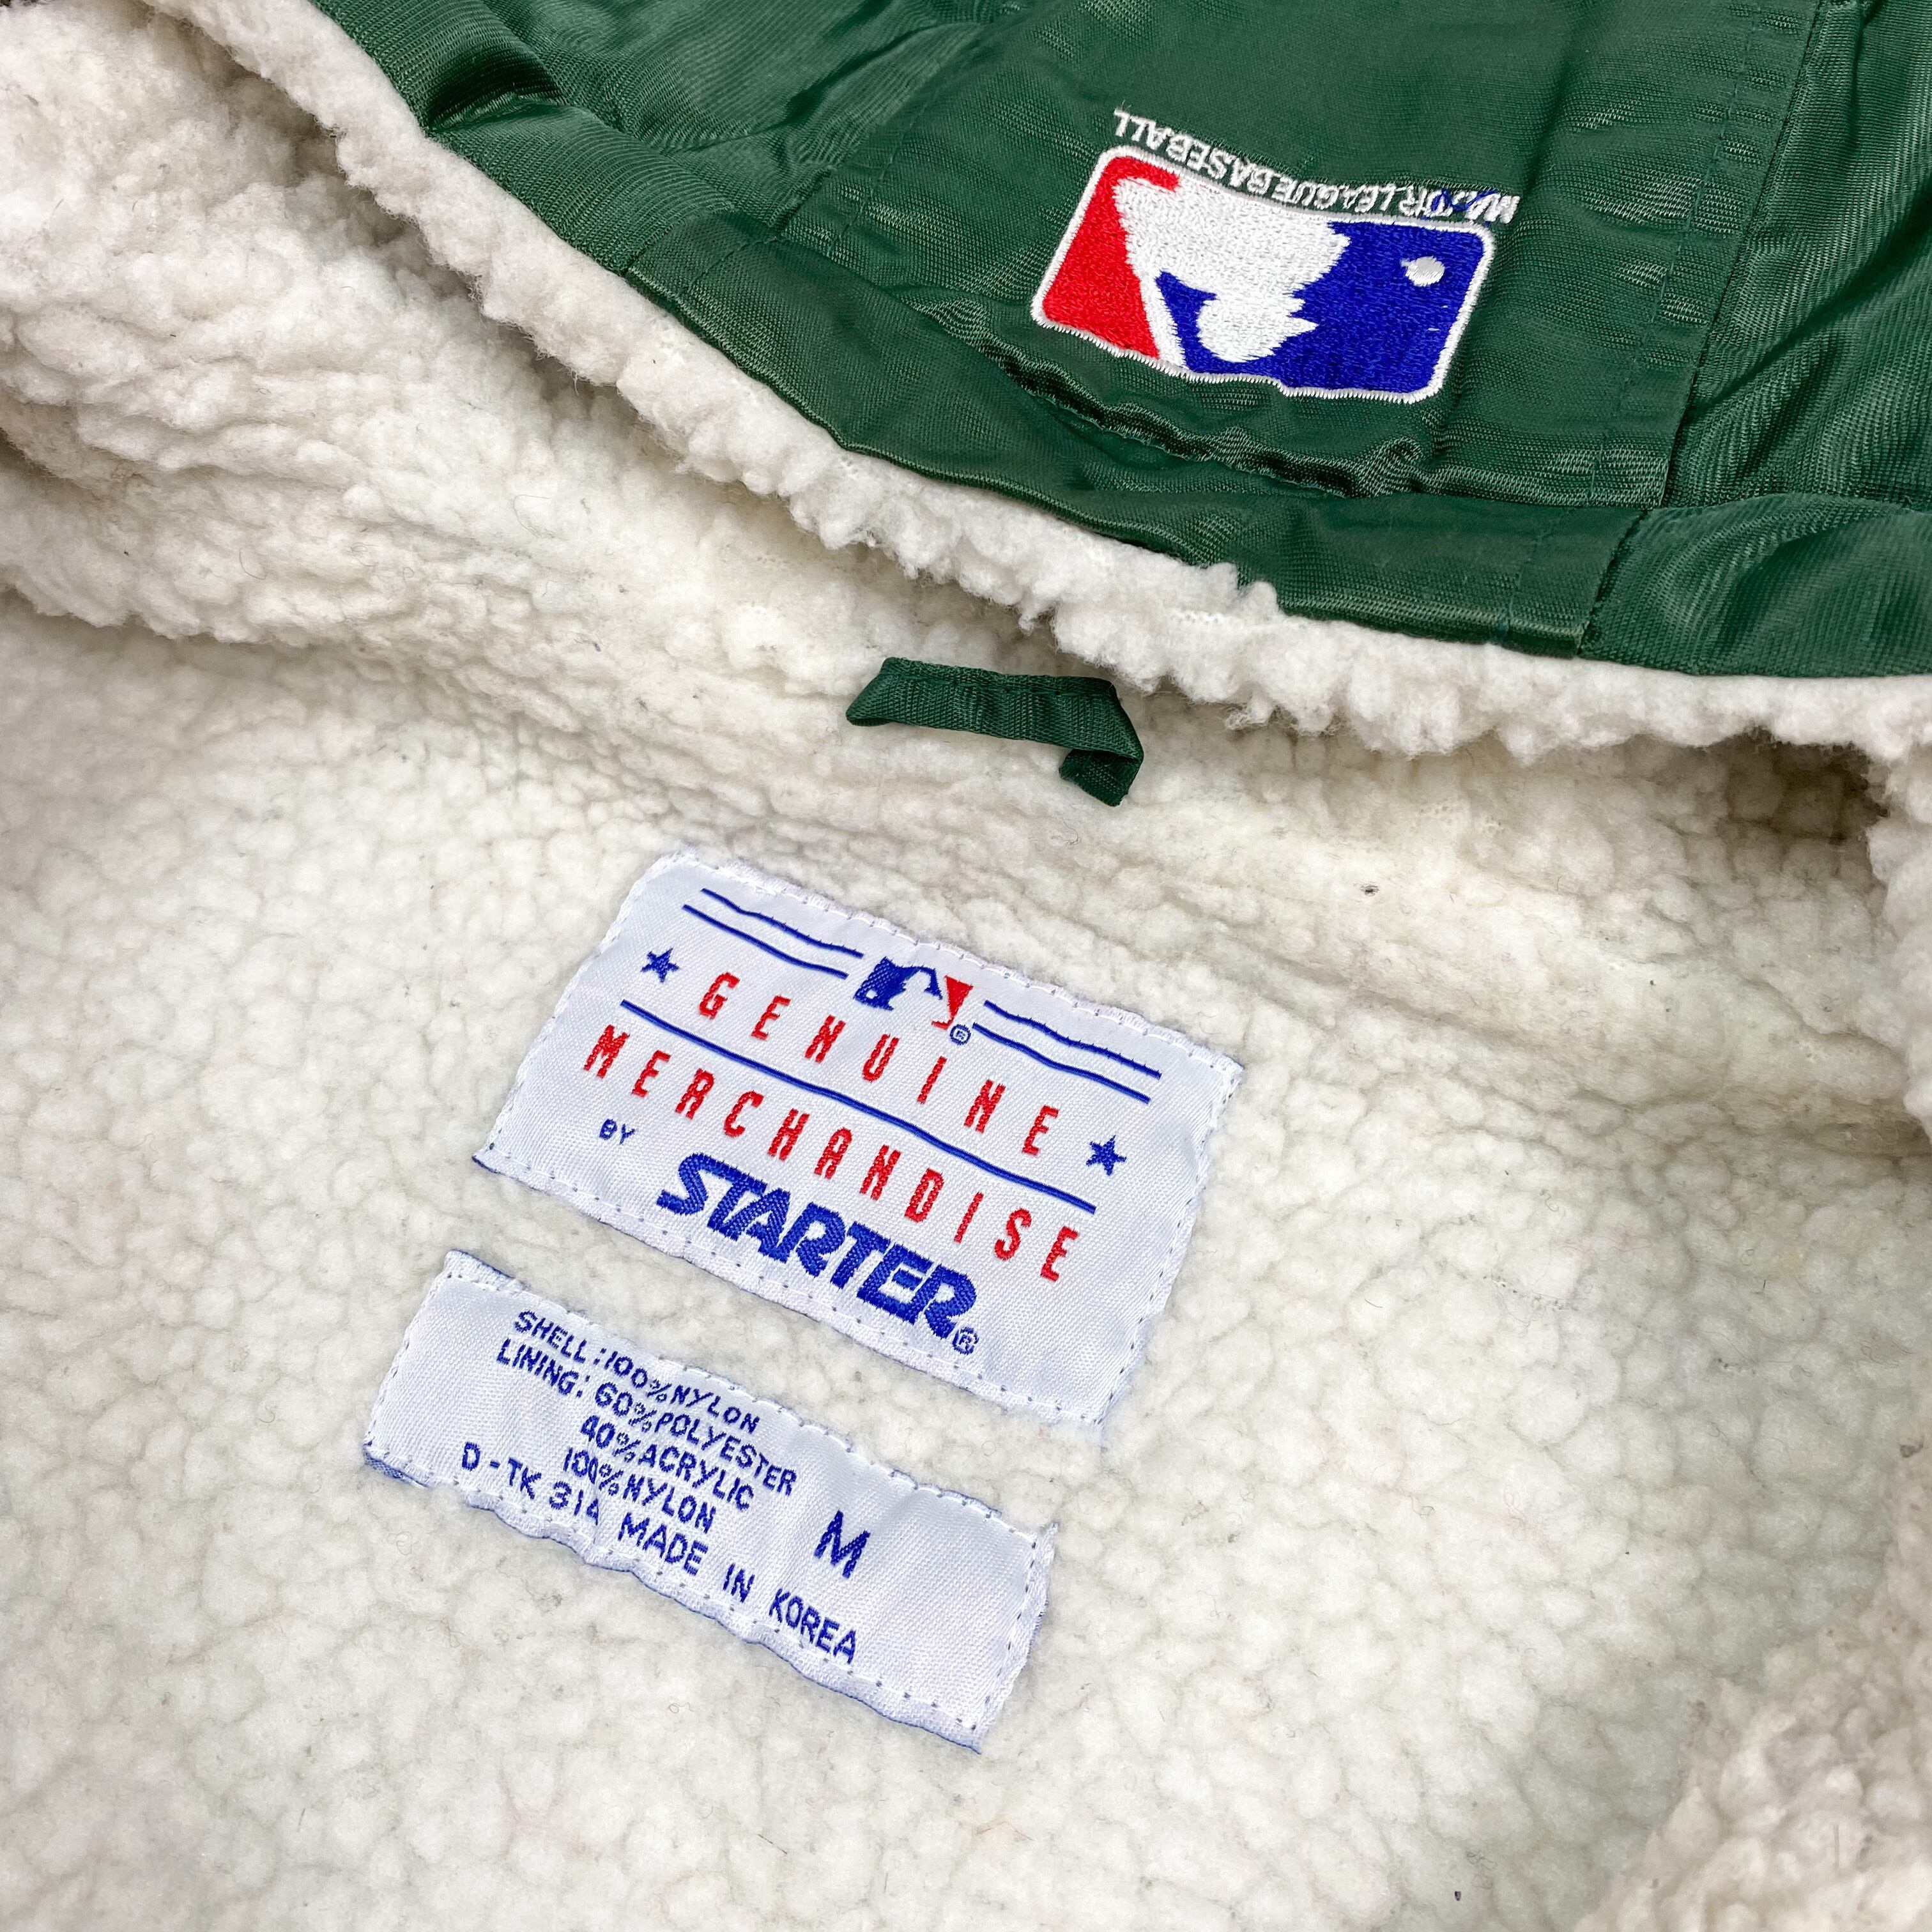 MAJOR LEAGUE BASEBALL
GENUINE
MERCHANDISE
BY
STARTER®
SHELL:100%NYLON
LINING: 60%POLYESTER
40%ACRYLIC
100%NYLON
M
D-TK 314 MADE IN KOREA